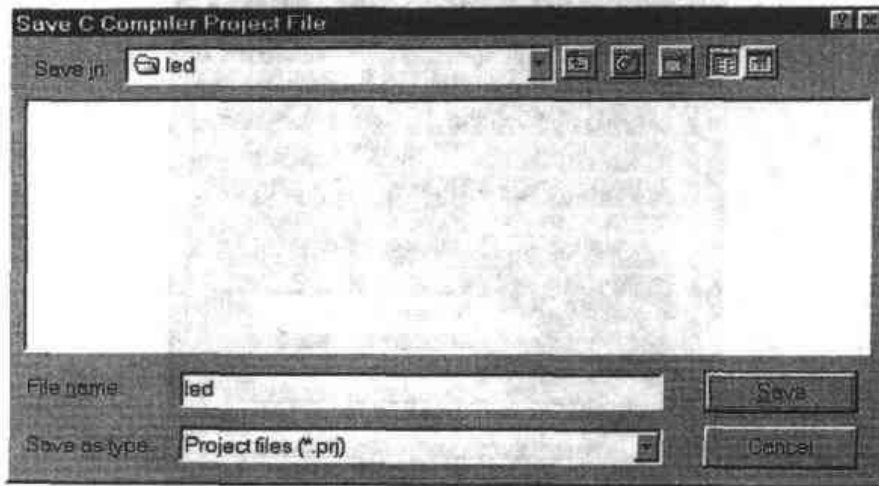 Save C Compiler Project File
Save in: led
File name: led
Save
Save as type: Project files (*.prj)
Cancel